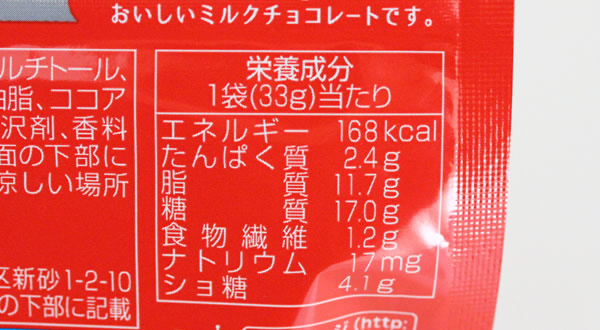 おいしいミルクチョコレートです。
ルチトール、
脂、ココア
沢剤、香料
面の下部に
涼しい場所
区新砂1-2-10
の下部に記載
栄養成分
1袋(33g)当たり
エネルギー 168kcal
たんぱく質 2.4g
脂質 11.7g
糖質 17.0g
食物繊維 1.2g
ナトリウム 17mg
ショ糖 4.1g
(http: